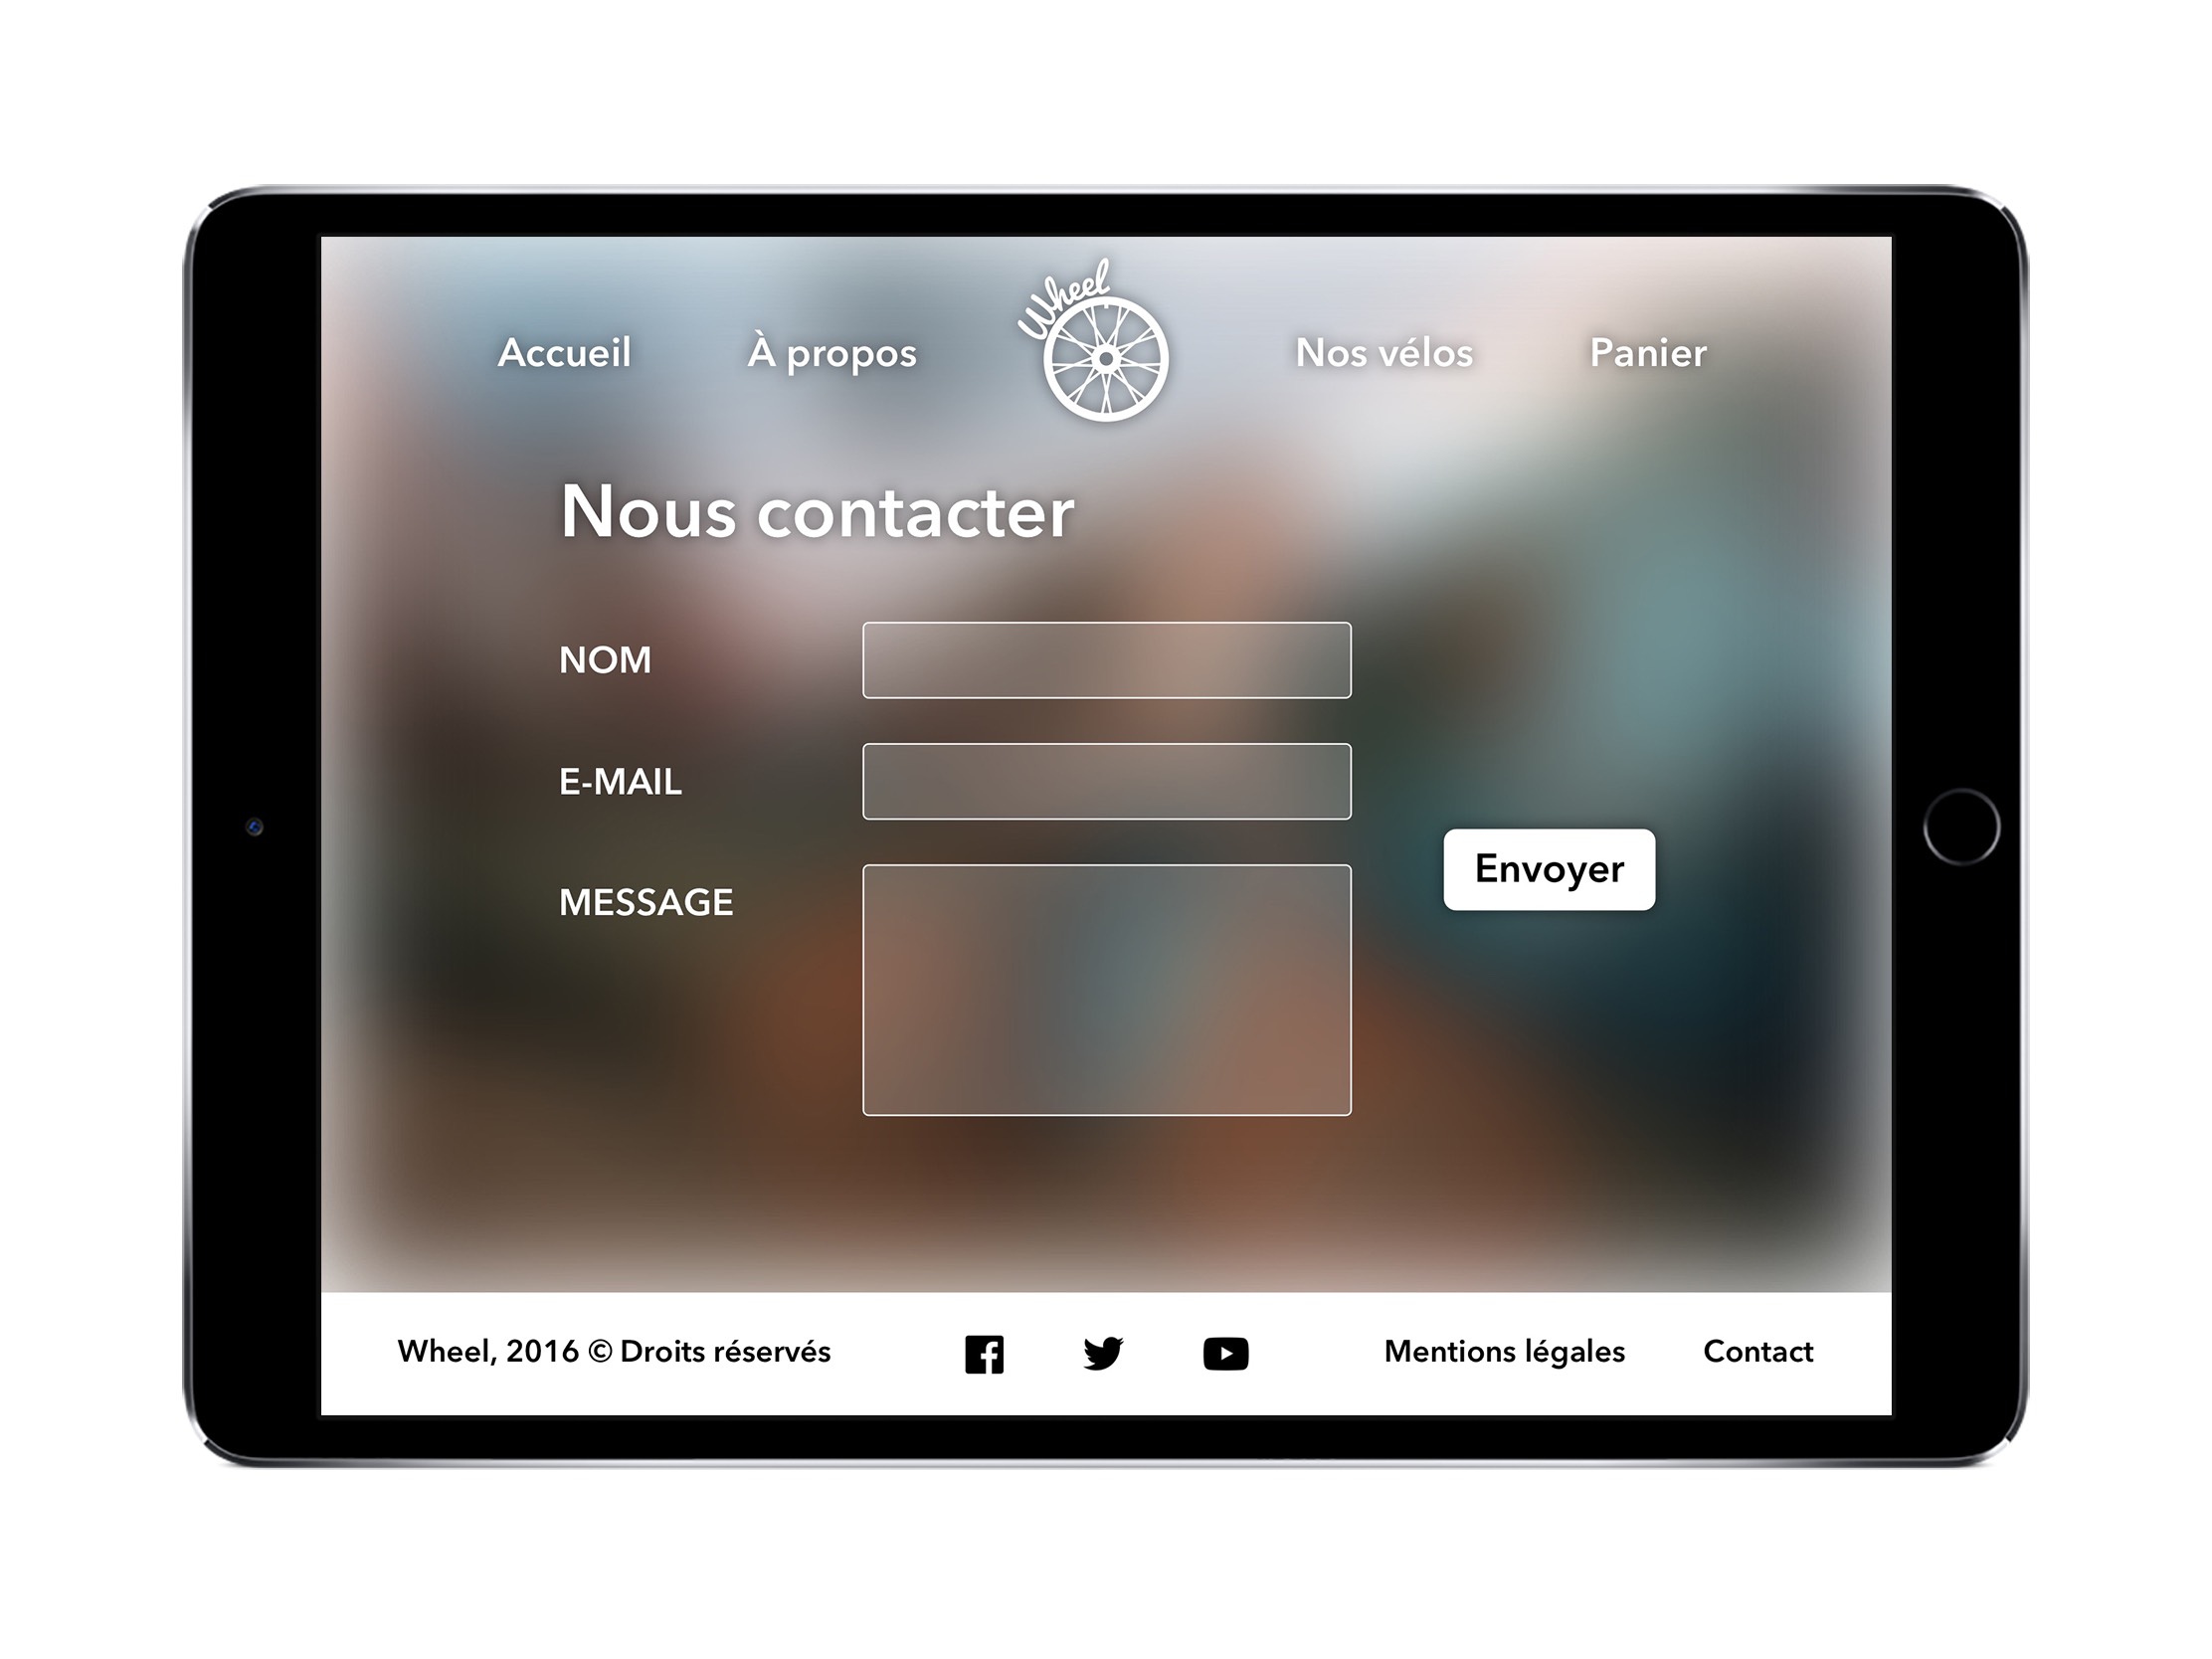 Wheel
Accueil À propos Nos vélos Panier
Nous contacter
NOM
E-MAIL
MESSAGE
Envoyer
Wheel, 2016 © Droits réservés Mentions légales Contact